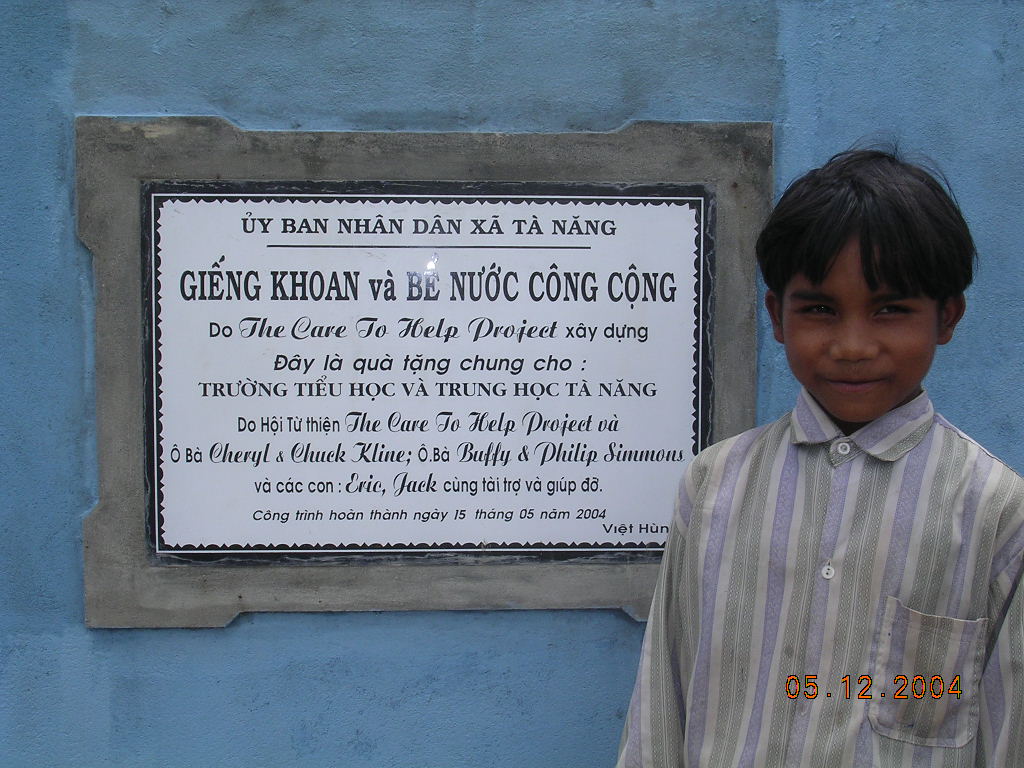 ỦY BAN NHÂN DÂN XÃ TÀ NĂNG
GIẾNG KHOAN và BỂ NƯỚC CÔNG CỘNG
Do The Care To Help Project xây dựng
Đây là quà tặng chung cho :
TRƯỜNG TIỂU HỌC VÀ TRUNG HỌC TÀ NĂNG
Do Hội Từ thiện The Care To Help Project và
Ô Bà Cheryl & Chuck Kline; Ô.Bà Buffy & Philip Simmons
và các con : Eric, Jack cùng tài trợ và giúp đỡ.
Công trình hoàn thành ngày 15 tháng 05 năm 2004
Việt Hùn
05.12.2004